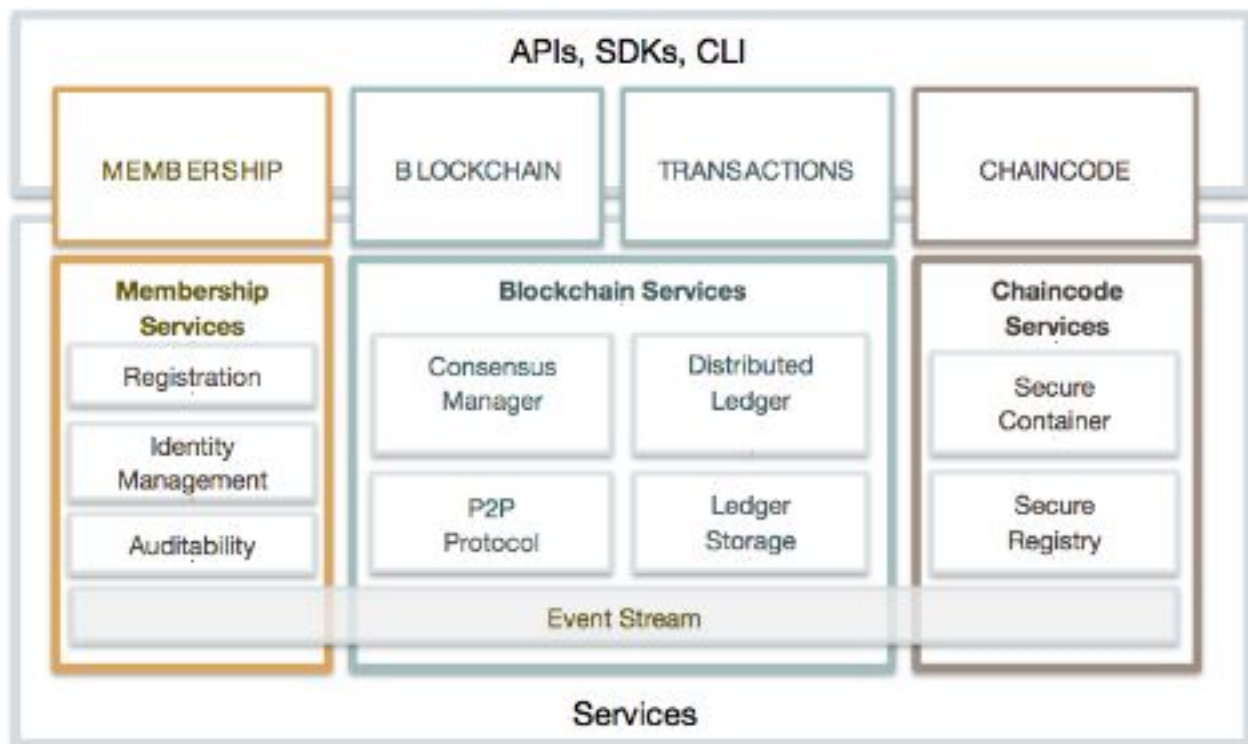 APIs, SDKs, CLI
MEMBERSHIP
BLOCKCHAIN
TRANSACTIONS
CHAINCODE
Membership
Services
Registration
Identity
Management
Auditability
Blockchain Services
Consensus
Manager
Distributed
Ledger
P2P
Protocol
Ledger
Storage
Chaincode
Services
Secure
Container
Secure
Registry
Event Stream
Services